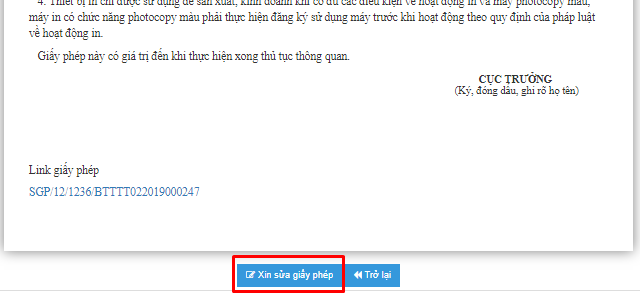 4. Thiết bị in chỉ được sử dụng để sản xuất, kinh doanh khi có đủ các điều kiện về hoạt động in và máy photocopy màu,
máy in có chức năng photocopy màu phải thực hiện đăng ký sử dụng máy trước khi hoạt động theo quy định của pháp luật
về hoạt động in.
Giấy phép này có giá trị đến khi thực hiện xong thủ tục thông quan.
CỤC TRƯỞNG
(Ký, đóng dấu, ghi rõ họ tên)
Link giấy phép
SGP/12/1236/BTTTT022019000247
Xin sửa giấy phép Trở lại